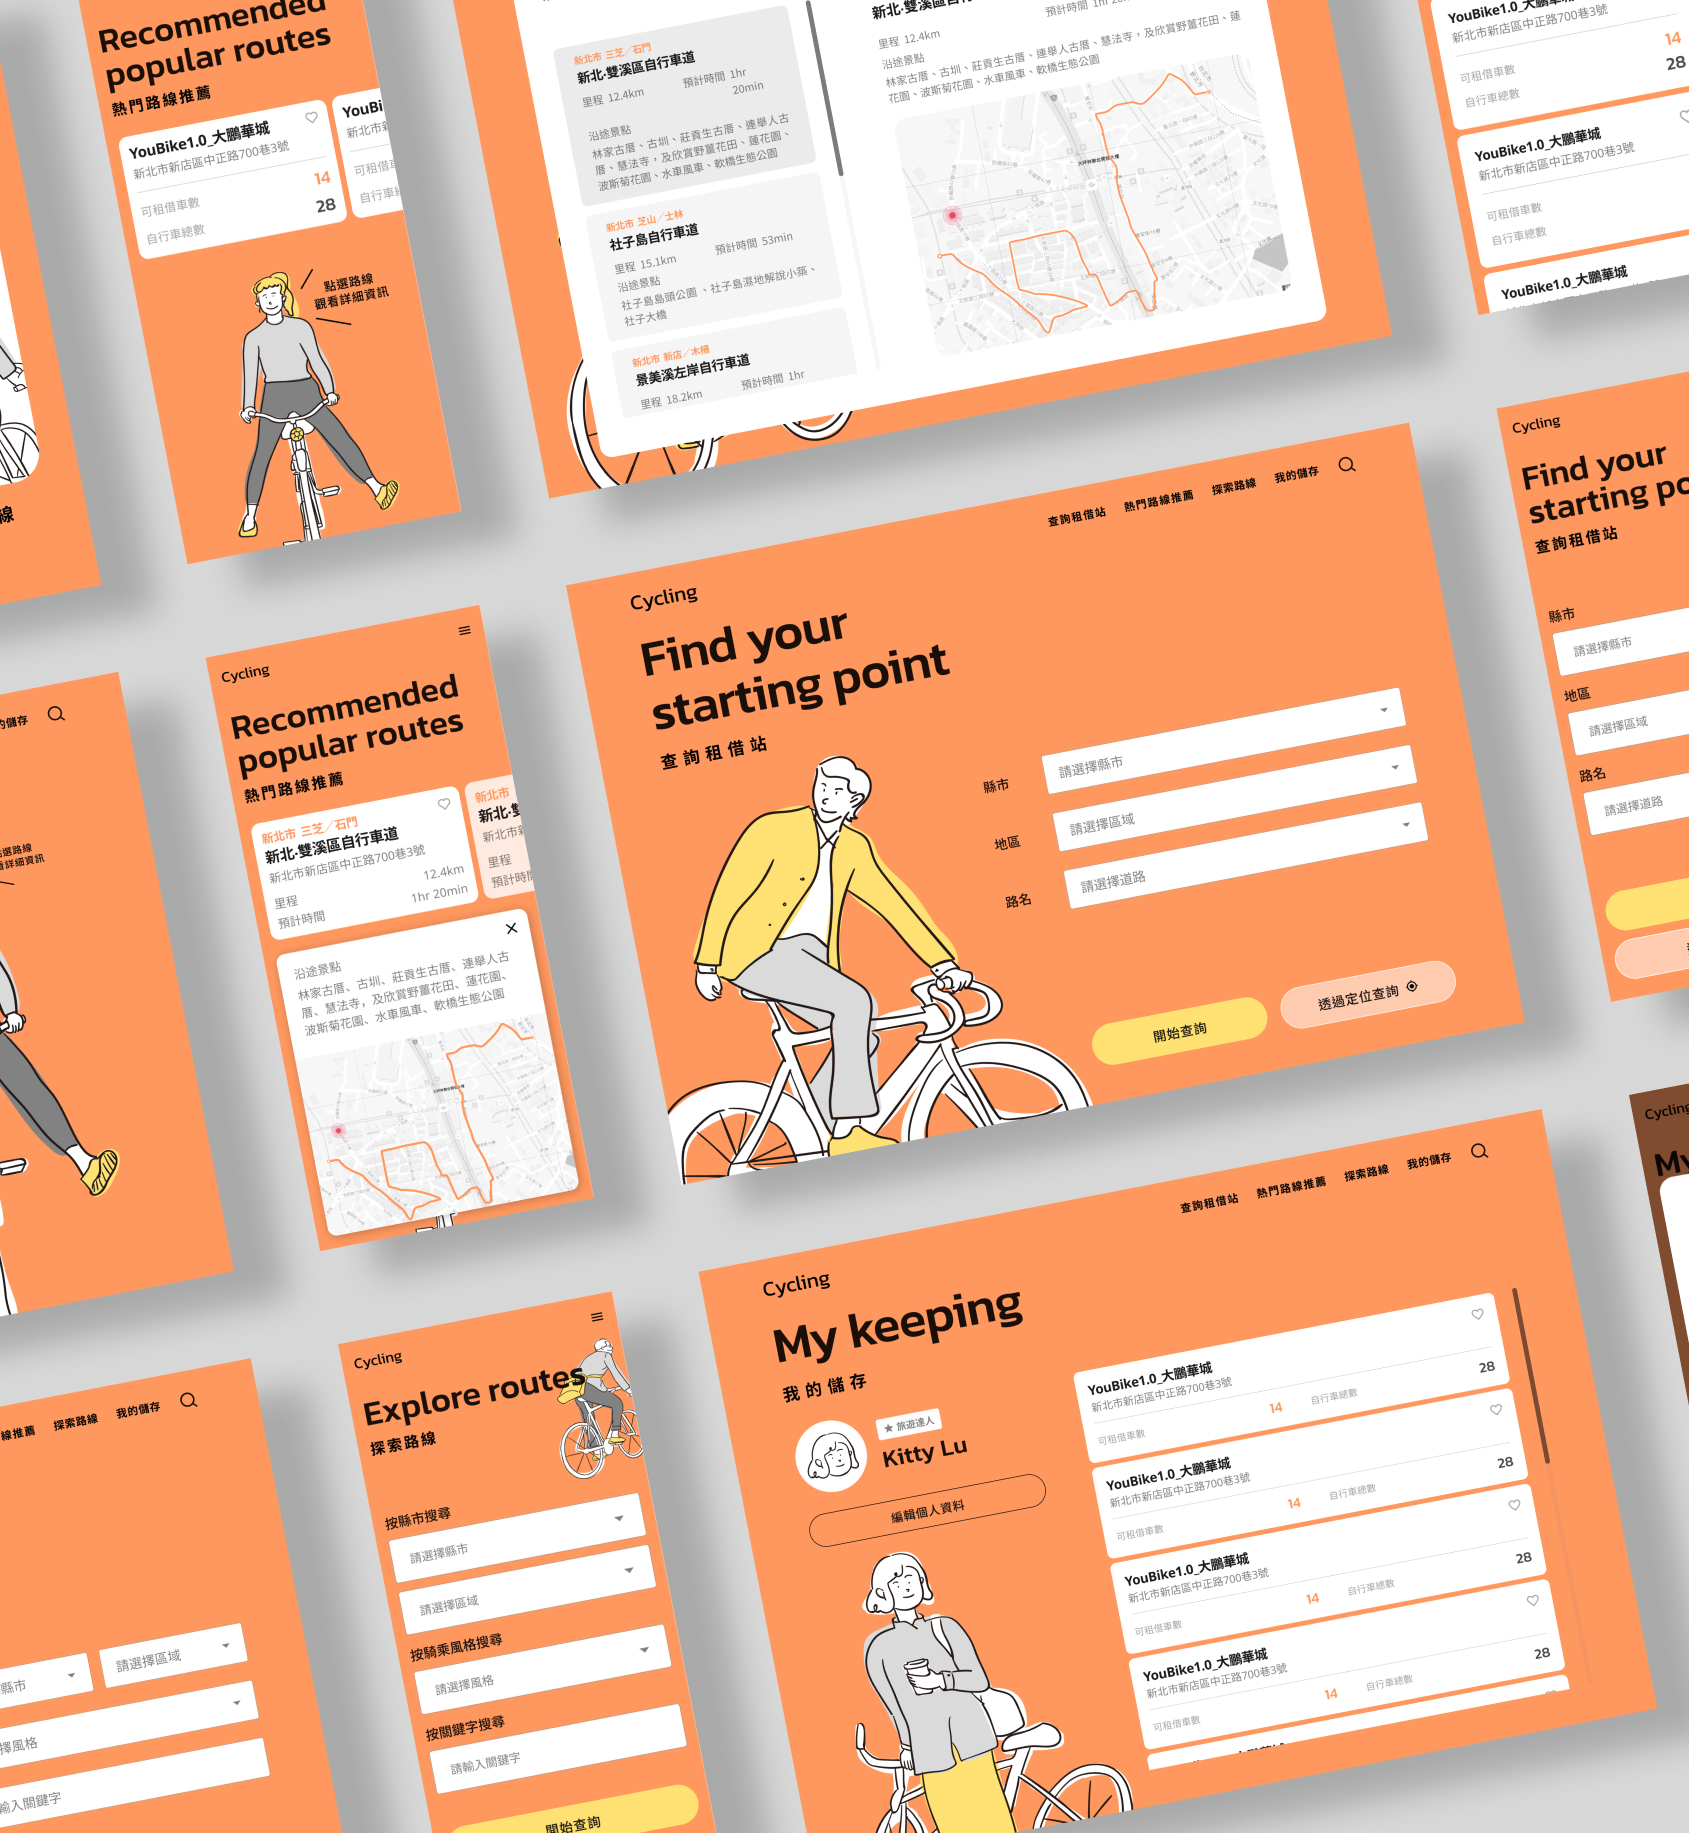 Recommended
popular routes
熱門路線推薦
YouBike1.0_大鵬華城
新北市新店區中正路700巷3號
可租借車數
14
自行車總數
28
YouBi
新北市新
可租借
自行車
點選路線
觀看詳細資訊
線
新北市 三芝／石門
新北·雙溪區自行車道
里程 12.4km
預計時間 1hr
20min
沿途景點
林家古厝、古圳、莊貢生古厝、連舉人古
厝、慧法寺，及欣賞野薑花田、蓮花園、
波斯菊花園、水車風車、軟橋生態公園
新北市 芝山／士林
社子島自行車道
里程 15.1km
預計時間 53min
沿途景點
社子島島頭公園 、社子島濕地解說小築、
社子大橋
新北市 新店／木柵
景美溪左岸自行車道
里程 18.2km
預計時間 1hr
新北·雙溪區自行
里程 12.4km
預計時間 1hr 20
沿途景點
林家古厝、古圳、莊貢生古厝、連舉人古厝、慧法寺，及欣賞野薑花田、蓮
花園、波斯菊花園、水車風車、軟橋生態公園
YouBike1.0_大鵬華城
新北市新店區中正路700巷3號
可租借車數
14
自行車總數
28
YouBike1.0_大鵬華城
新北市新店區中正路700巷3號
可租借車數
自行車總數
YouBike1.0_大鵬華城
的儲存
點選路線
看詳細資訊
Cycling
Recommended
popular routes
熱門路線推薦
新北市 三芝／石門
新北·雙溪區自行車道
新北市新店區中正路700巷3號
里程
12.4km
預計時間
1hr 20min
新北市
新北·雙
新北市新
里程
預計時間
沿途景點
林家古厝、古圳、莊貢生古厝、連舉人古
厝、慧法寺，及欣賞野薑花田、蓮花園、
波斯菊花園、水車風車、軟橋生態公園
查詢租借站
熱門路線推薦
探索路線
我的儲存
Cycling
Find your
starting point
查詢租借站
縣市
請選擇縣市
地區
請選擇區域
路名
請選擇道路
開始查詢
透過定位查詢
Cycling
Find your
starting po
查詢租借站
縣市
請選擇縣市
地區
請選擇區域
路名
請選擇道路
線推薦
探索路線
我的儲存
縣市
請選擇區域
擇風格
輸入關鍵字
Cycling
Explore routes
探索路線
按縣市搜尋
請選擇縣市
請選擇區域
按騎乘風格搜尋
請選擇風格
按關鍵字搜尋
請輸入關鍵字
開始查詢
查詢租借站
熱門路線推薦
探索路線
我的儲存
Cycling
My keeping
我的儲存
旅遊達人
Kitty Lu
編輯個人資料
YouBike1.0_大鵬華城
新北市新店區中正路700巷3號
可租借車數
14
自行車總數
28
YouBike1.0_大鵬華城
新北市新店區中正路700巷3號
可租借車數
14
自行車總數
28
YouBike1.0_大鵬華城
新北市新店區中正路700巷3號
可租借車數
14
自行車總數
28
YouBike1.0_大鵬華城
新北市新店區中正路700巷3號
可租借車數
14
自行車總數
28
Cycling
My